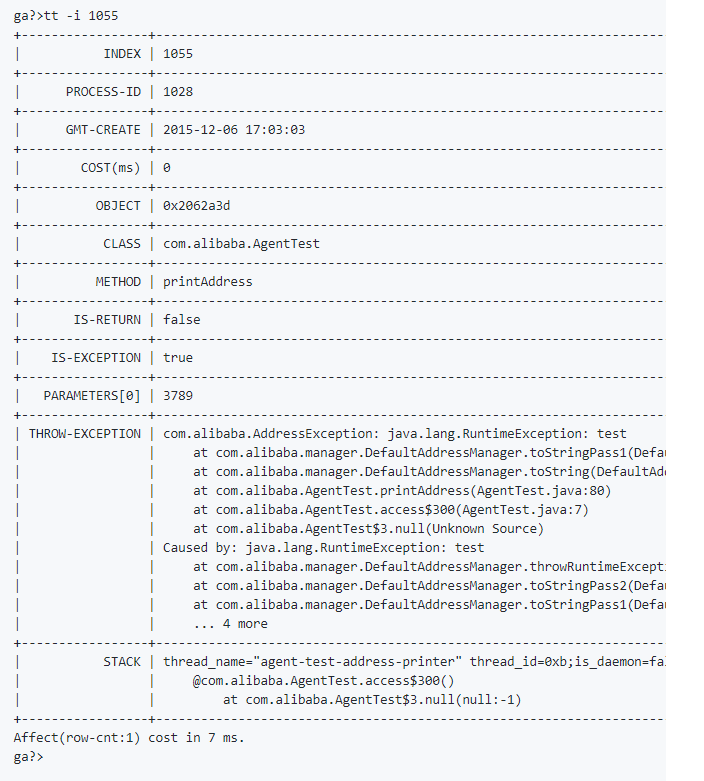 ga?>tt -i 1055
+-----------------+----------------------------------------------------------------------
| INDEX | 1055
+-----------------+----------------------------------------------------------------------
| PROCESS-ID | 1028
+-----------------+----------------------------------------------------------------------
| GMT-CREATE | 2015-12-06 17:03:03
+-----------------+----------------------------------------------------------------------
| COST(ms) | 0
+-----------------+----------------------------------------------------------------------
| OBJECT | 0x2062a3d
+-----------------+----------------------------------------------------------------------
| CLASS | com.alibaba.AgentTest
+-----------------+----------------------------------------------------------------------
| METHOD | printAddress
+-----------------+----------------------------------------------------------------------
| IS-RETURN | false
+-----------------+----------------------------------------------------------------------
| IS-EXCEPTION | true
+-----------------+----------------------------------------------------------------------
| PARAMETERS[0] | 3789
+-----------------+----------------------------------------------------------------------
| THROW-EXCEPTION | com.alibaba.AddressException: java.lang.RuntimeException: test
| | at com.alibaba.manager.DefaultAddressManager.toStringPass1(Defau
| | at com.alibaba.manager.DefaultAddressManager.toString(DefaultAdd
| | at com.alibaba.AgentTest.printAddress(AgentTest.java:80)
| | at com.alibaba.AgentTest.access$300(AgentTest.java:7)
| | at com.alibaba.AgentTest$3.null(Unknown Source)
| | Caused by: java.lang.RuntimeException: test
| | at com.alibaba.manager.DefaultAddressManager.throwRuntimeExcepti
| | at com.alibaba.manager.DefaultAddressManager.toStringPass2(Defau
| | at com.alibaba.manager.DefaultAddressManager.toStringPass1(Defau
| | ... 4 more
+-----------------+----------------------------------------------------------------------
| STACK | thread_name="agent-test-address-printer" thread_id=0xb;is_daemon=fal
| | @com.alibaba.AgentTest.access$300()
| | at com.alibaba.AgentTest$3.null(null:-1)
+-----------------+----------------------------------------------------------------------
Affect(row-cnt:1) cost in 7 ms.
ga?>